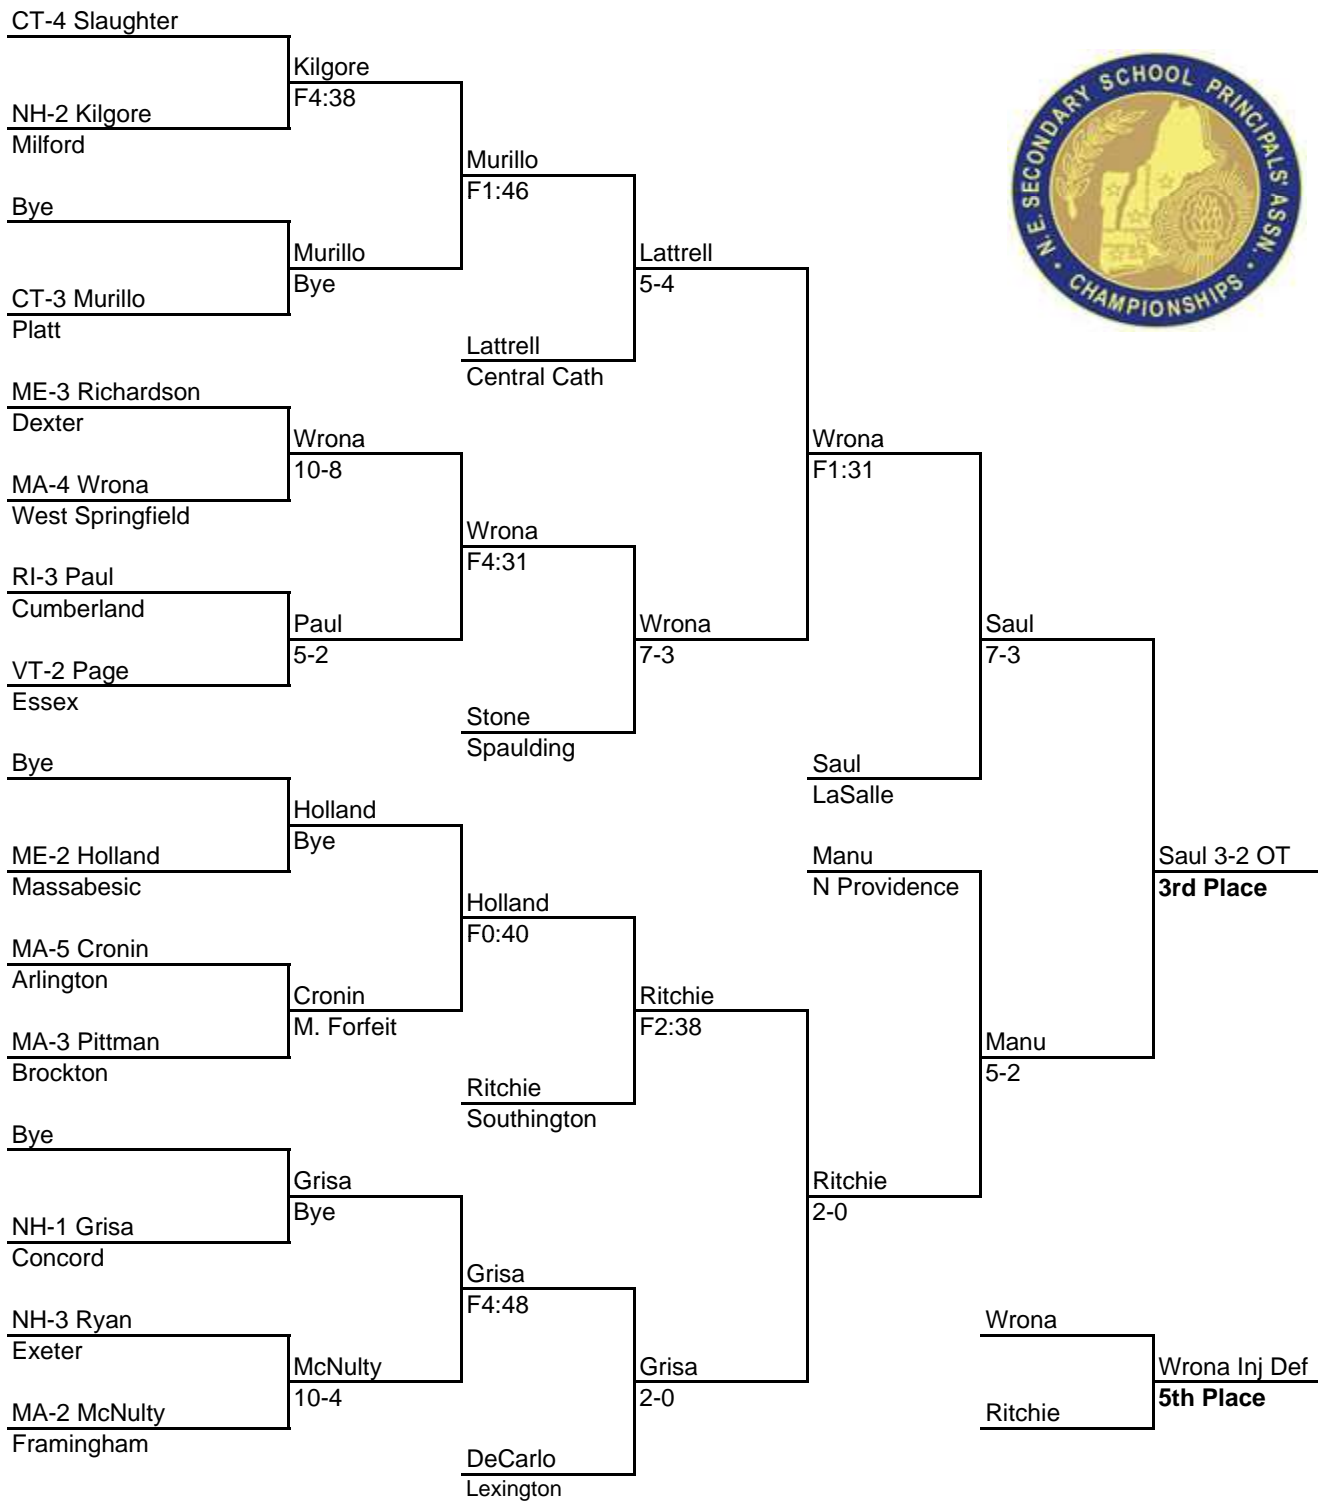 CT-4 Slaughter
Kilgore
F4:38
NH-2 Kilgore
Milford
Murillo
F1:46
Bye
Murillo
Bye
Lattrell
5-4
CT-3 Murillo
Platt
Lattrell
Central Cath
ME-3 Richardson
Dexter
Wrona
10-8
Wrona
F1:31
MA-4 Wrona
West Springfield
Wrona
F4:31
RI-3 Paul
Cumberland
Paul
5-2
Wrona
7-3
Saul
7-3
VT-2 Page
Essex
Stone
Spaulding
Bye
Saul
LaSalle
Holland
Bye
ME-2 Holland
Massabesic
Manu
N Providence
Saul 3-2 OT
3rd Place
Holland
F0:40
MA-5 Cronin
Arlington
Cronin
M. Forfeit
Ritchie
F2:38
MA-3 Pittman
Brockton
Manu
5-2
Ritchie
Southington
Bye
Grisa
Bye
Ritchie
2-0
NH-1 Grisa
Concord
Grisa
F4:48
NH-3 Ryan
Exeter
Wrona
McNulty
10-4
Grisa
2-0
Wrona Inj Def
5th Place
MA-2 McNulty
Framingham
Ritchie
DeCarlo
Lexington
N. E. SECONDARY SCHOOL PRINCIPALS' ASSN.
• CHAMPIONSHIPS •